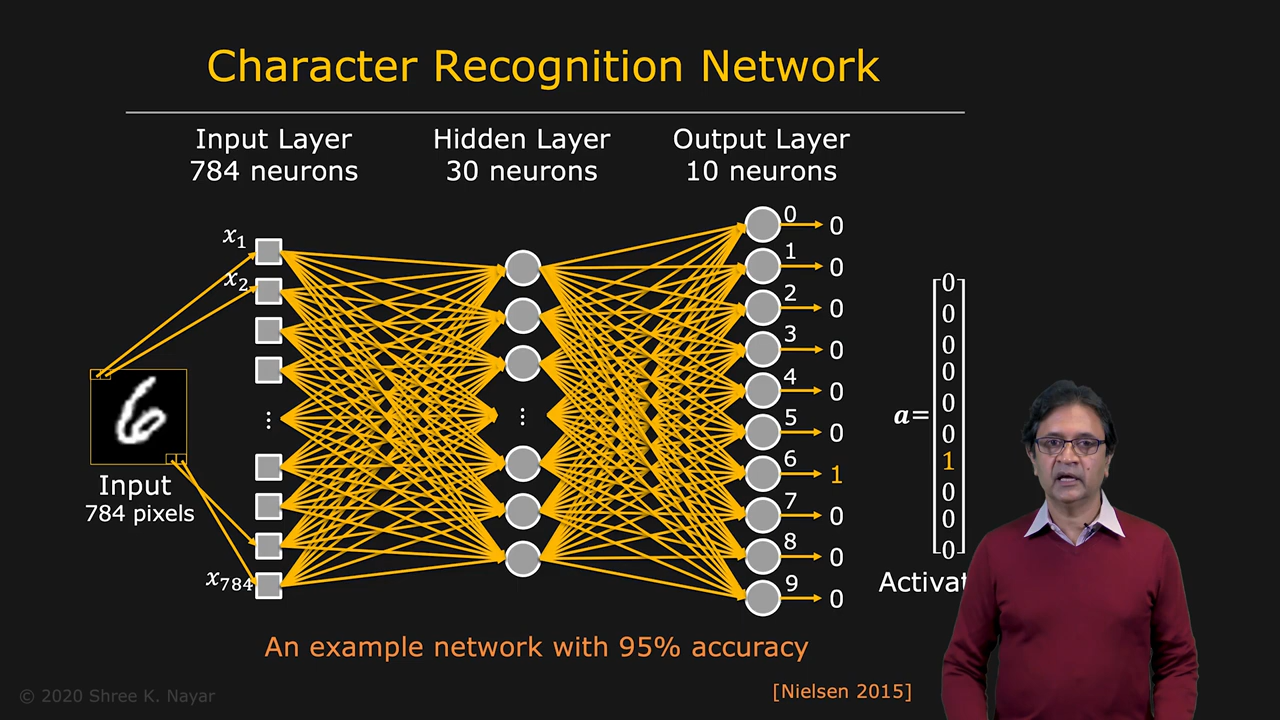 Character Recognition Network
Input Layer
784 neurons
Hidden Layer
30 neurons
Output Layer
10 neurons
x₁
x₂
⋮
x₇₈₄
6
Input
784 pixels
⋮
0 0
1 0
2 0
3 0
4 0
5 0
6 1
7 0
8 0
9 0
a=
0
0
0
0
0
0
1
0
0
0
An example network with 95% accuracy
[Nielsen 2015]
© 2020 Shree K. Nayar